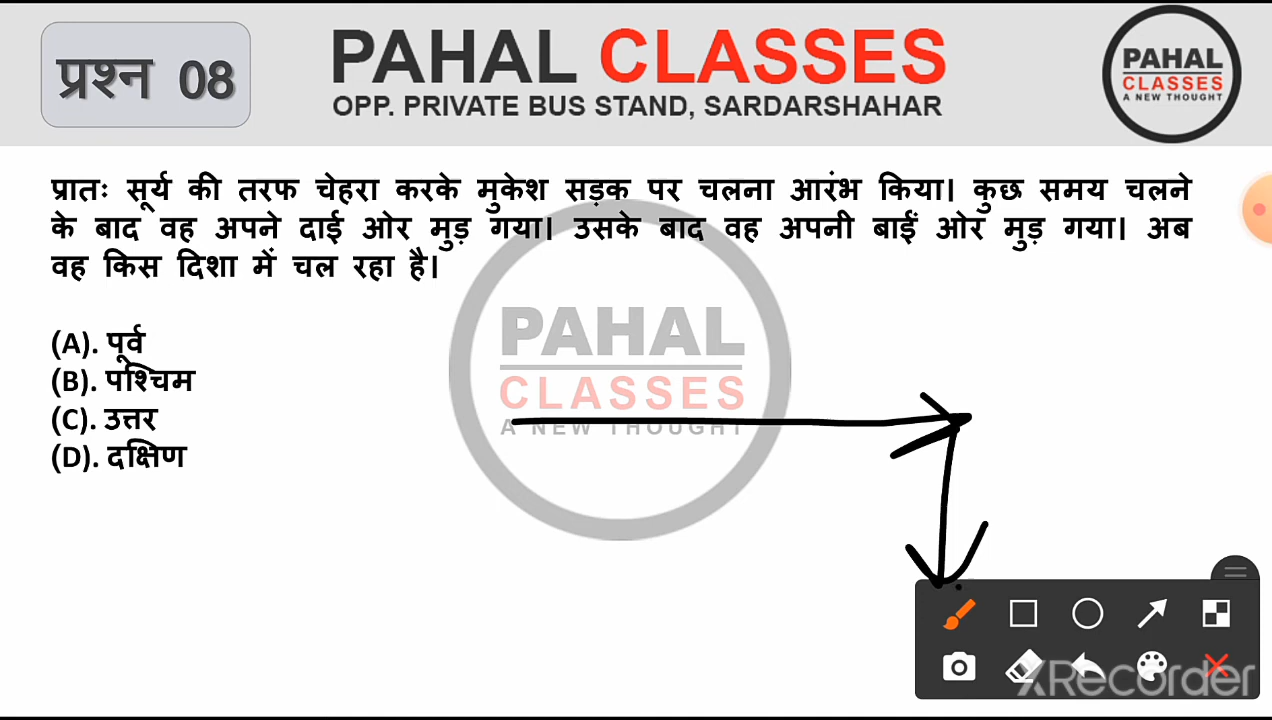 प्रश्न 08
PAHAL CLASSES
OPP. PRIVATE BUS STAND, SARDARSHAHAR
PAHAL
CLASSES
A NEW THOUGHT
प्रातः सूर्य की तरफ चेहरा करके मुकेश सड़क पर चलना आरंभ किया। कुछ समय चलने
के बाद वह अपने दाई ओर मुड़ गया। उसके बाद वह अपनी बाईं ओर मुड़ गया। अब
वह किस दिशा में चल रहा है।
(A). पूर्व
(B). पश्चिम
(C). उत्तर
(D). दक्षिण
PAHAL
CLASSES
A NEW THOUGHT
XRecorder